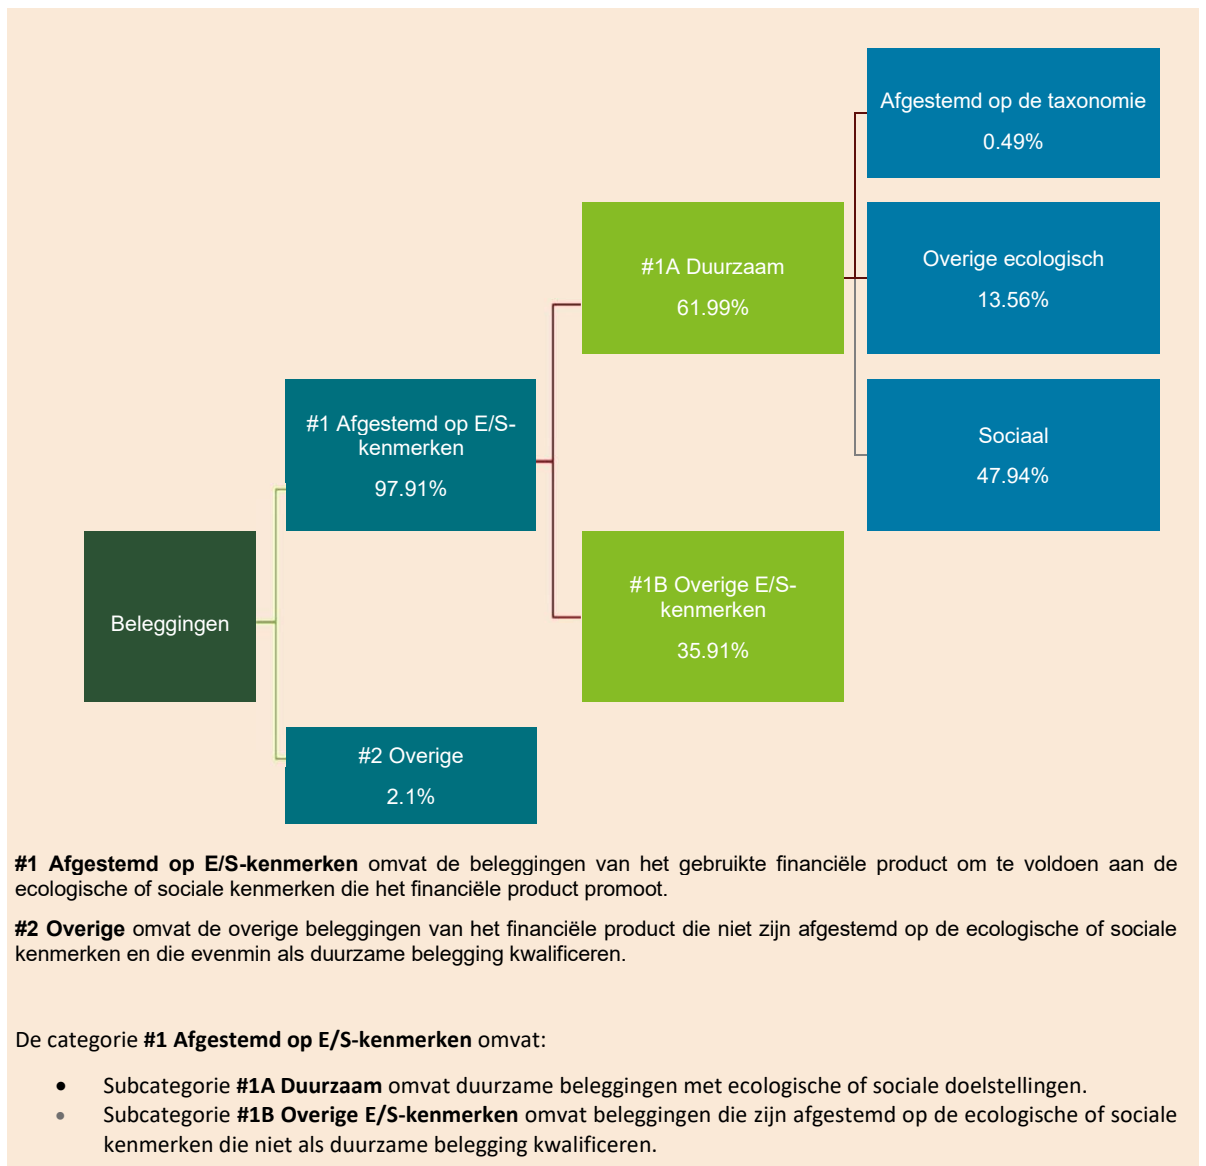 Afgestemd op de taxonomie
0.49%
#1A Duurzaam
61.99%
Overige ecologisch
13.56%
#1 Afgestemd op E/S-
kenmerken
97.91%
Sociaal
47.94%
Beleggingen
#1B Overige E/S-
kenmerken
35.91%
#2 Overige
2.1%
#1 Afgestemd op E/S-kenmerken omvat de beleggingen van het gebruikte financiële product om te voldoen aan de
ecologische of sociale kenmerken die het financiële product promoot.
#2 Overige omvat de overige beleggingen van het financiële product die niet zijn afgestemd op de ecologische of sociale
kenmerken en die evenmin als duurzame belegging kwalificeren.
De categorie #1 Afgestemd op E/S-kenmerken omvat:
• Subcategorie #1A Duurzaam omvat duurzame beleggingen met ecologische of sociale doelstellingen.
• Subcategorie #1B Overige E/S-kenmerken omvat beleggingen die zijn afgestemd op de ecologische of sociale
kenmerken die niet als duurzame belegging kwalificeren.